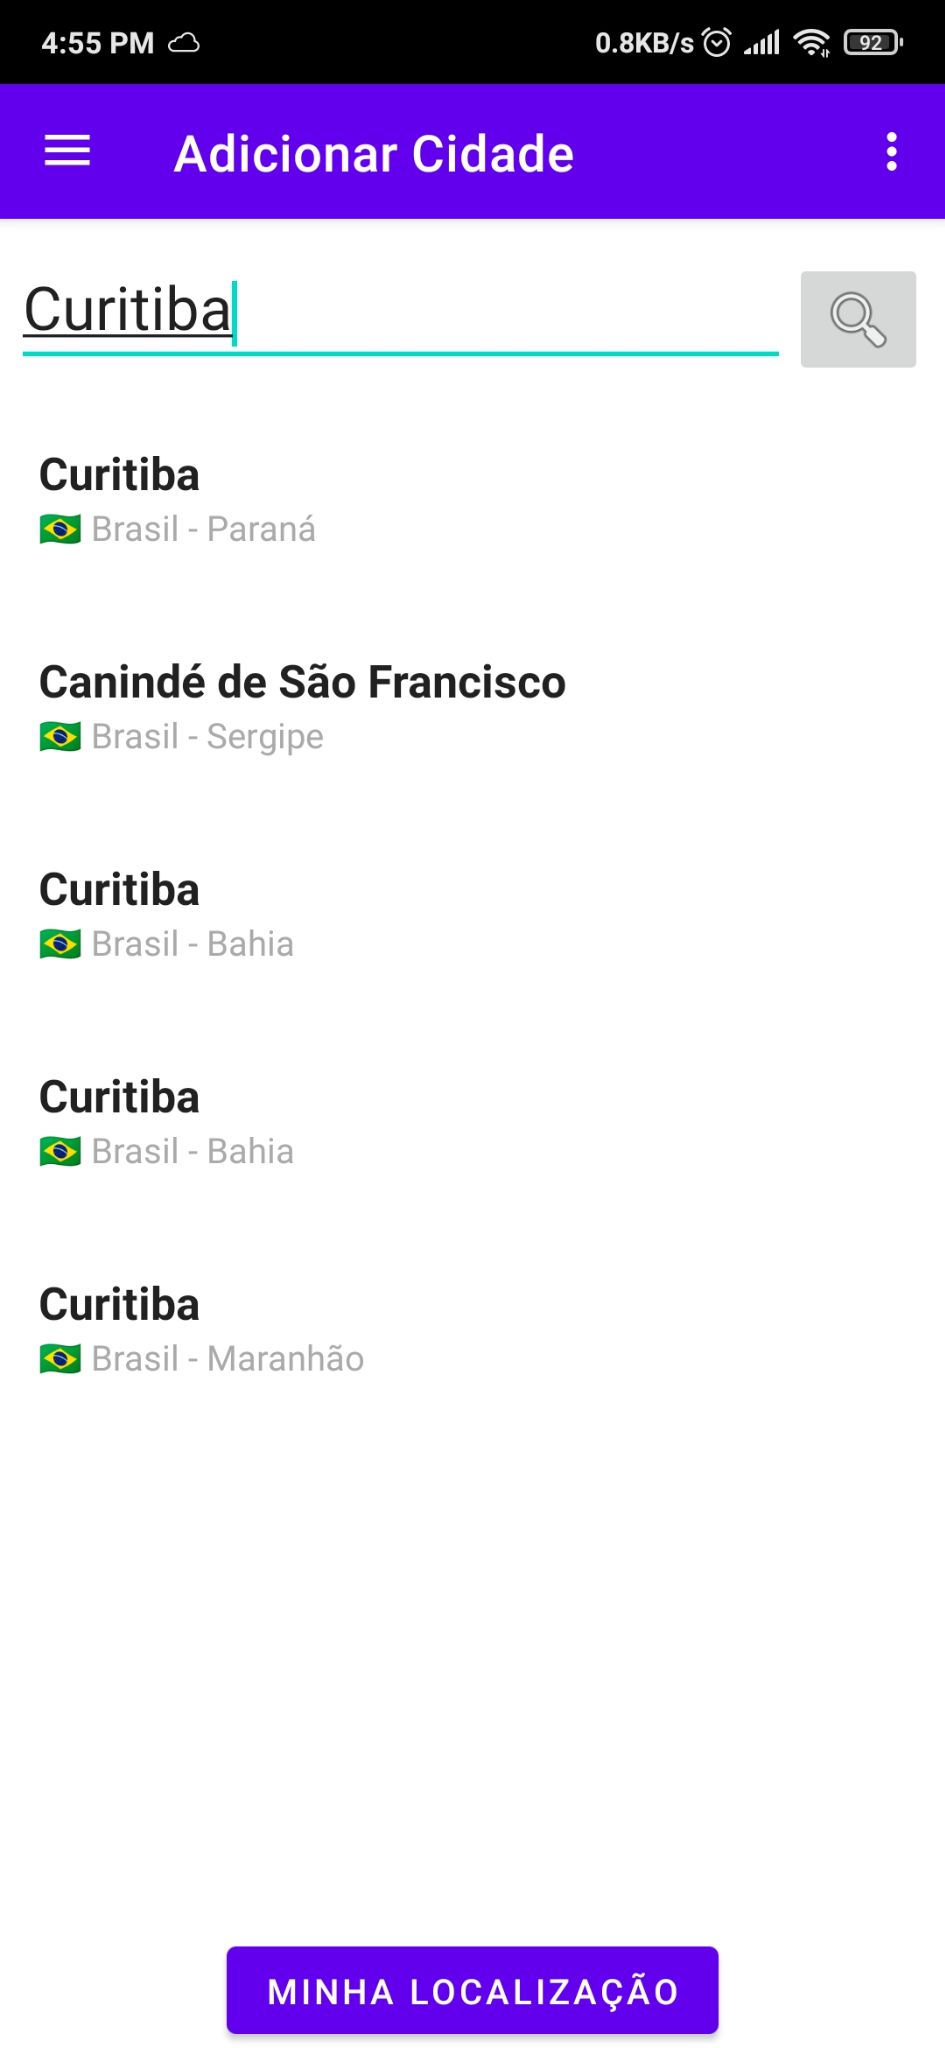 4:55 PM 0.8KB/s 92
Adicionar Cidade
Curitiba
Curitiba
Brasil - Paraná
Canindé de São Francisco
Brasil - Sergipe
Curitiba
Brasil - Bahia
Curitiba
Brasil - Bahia
Curitiba
Brasil - Maranhão
MINHA LOCALIZAÇÃO